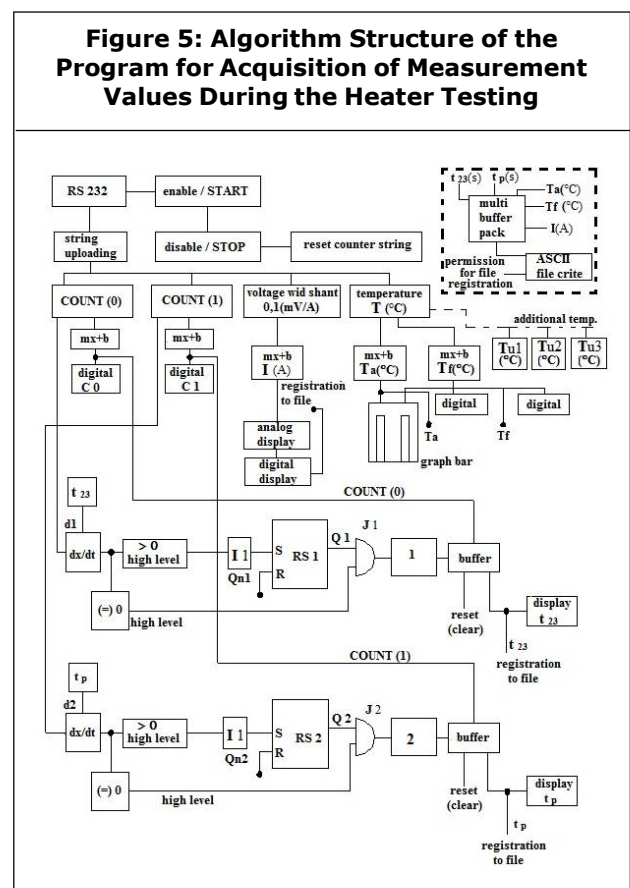 Figure 5: Algorithm Structure of the
Program for Acquisition of Measurement
Values During the Heater Testing
RS 232
enable / START
string
uploading
disable / STOP
reset counter string
t 23(s)
t p(s)
multi
buffer
pack
Ta(°C)
Tf (°C)
I(A)
permission
for file
registration
ASCII
file crite
COUNT (0)
COUNT (1)
voltage wid shant
0,1(mV/A)
temperature
T (°C)
additional temp.
mx+b
mx+b
mx+b
I (A)
mx+b
Ta(°C)
mx+b
Tf(°C)
Tu1
(°C)
Tu2
(°C)
Tu3
(°C)
digital
C 0
digital
C 1
registration
to file
digital
digital
analog
display
digital
display
Ta
Tf
graph bar
COUNT (0)
t 23
d1
dx/dt
> 0
high level
I 1
Qn1
S
R
RS 1
Q 1
J 1
1
buffer
(=) 0
high level
reset
(clear)
display
t 23
t 23
registration
to file
COUNT (1)
t p
d2
dx/dt
> 0
high level
I 1
Qn2
S
R
RS 2
Q 2
J 2
2
buffer
(=) 0
high level
reset
(clear)
display
t p
t p
registration
to file